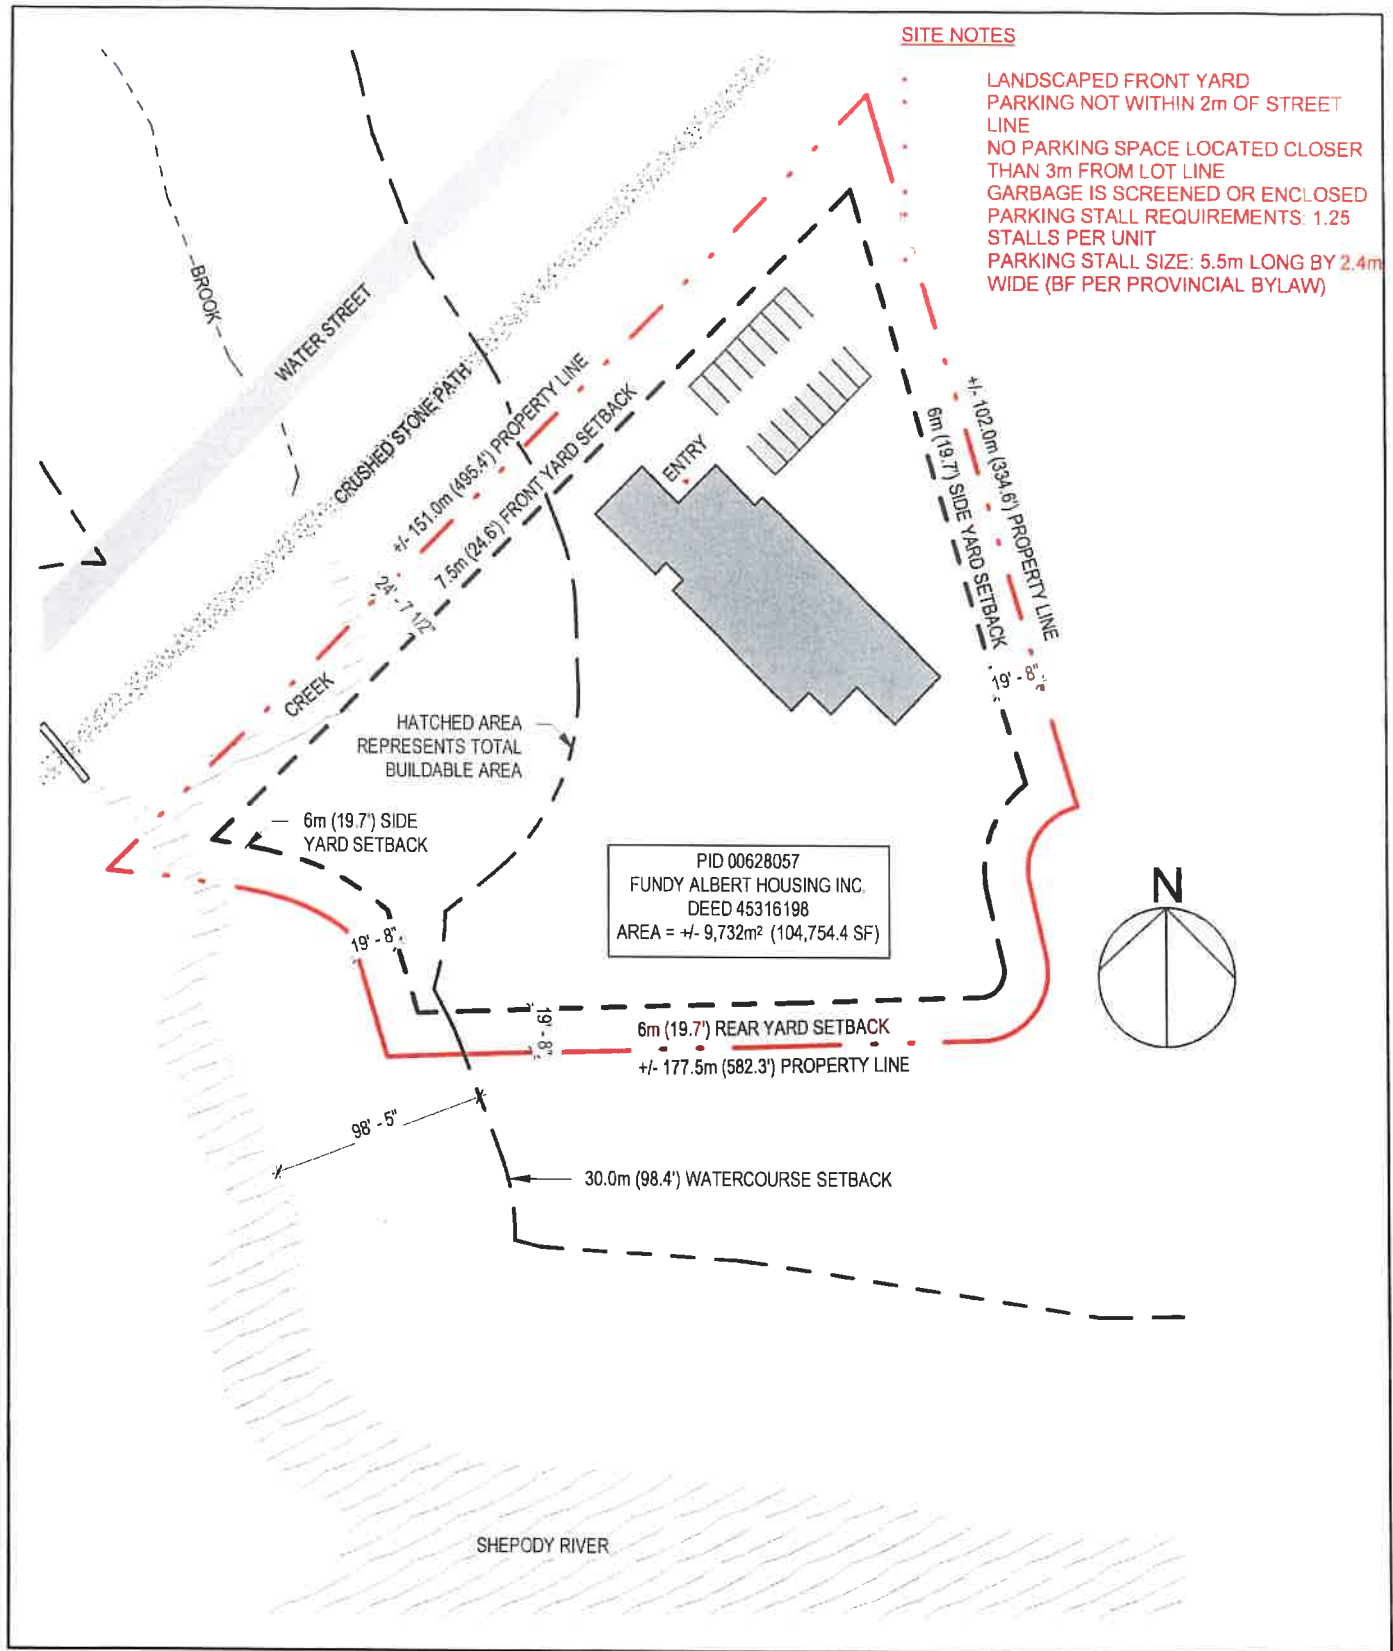 SITE NOTES
LANDSCAPED FRONT YARD
PARKING NOT WITHIN 2m OF STREET
LINE
NO PARKING SPACE LOCATED CLOSER
THAN 3m FROM LOT LINE
GARBAGE IS SCREENED OR ENCLOSED
PARKING STALL REQUIREMENTS: 1.25
STALLS PER UNIT
PARKING STALL SIZE: 5.5m LONG BY 2.4m
WIDE (BF PER PROVINCIAL BYLAW)
BROOK
WATER STREET
CRUSHED STONE PATH
+/- 151.0m (495.4') PROPERTY LINE
7.5m (24.6') FRONT YARD SETBACK
24' - 7 1/2"
ENTRY
+/- 102.0m (334.6') PROPERTY LINE
6m (19.7') SIDE YARD SETBACK
19' - 8"
CREEK
HATCHED AREA
REPRESENTS TOTAL
BUILDABLE AREA
6m (19.7') SIDE
YARD SETBACK
PID 00628057
FUNDY ALBERT HOUSING INC.
DEED 45316198
AREA = +/- 9,732m² (104,754.4 SF)
N
19' - 8"
19' - 8"
6m (19.7') REAR YARD SETBACK
+/- 177.5m (582.3') PROPERTY LINE
98' - 5"
30.0m (98.4') WATERCOURSE SETBACK
SHEPODY RIVER